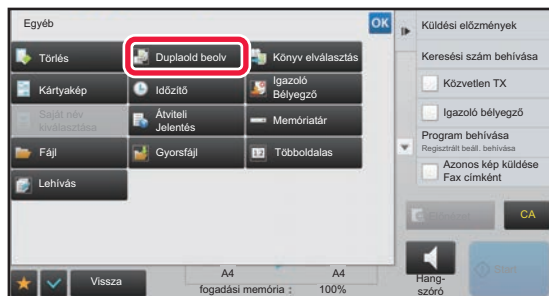 Egyéb
OK
Törlés
Duplaold beolv
Könyv elválasztás
Kártyakép
Időzítő
Igazoló
Bélyegző
Saját név
kiválasztása
Átviteli
Jelentés
Memóriatár
Fájl
Gyorsfájl
Többoldalas
Lehívás
Vissza
A4
A4
fogadási memória :
100%
Küldési előzmények
Keresési szám behívása
Közvetlen TX
Igazoló bélyegző
Program behívása
Regisztrált beáll. behívása
Azonos kép küldése
Fax címként
CA
Hang-
szóró
Start